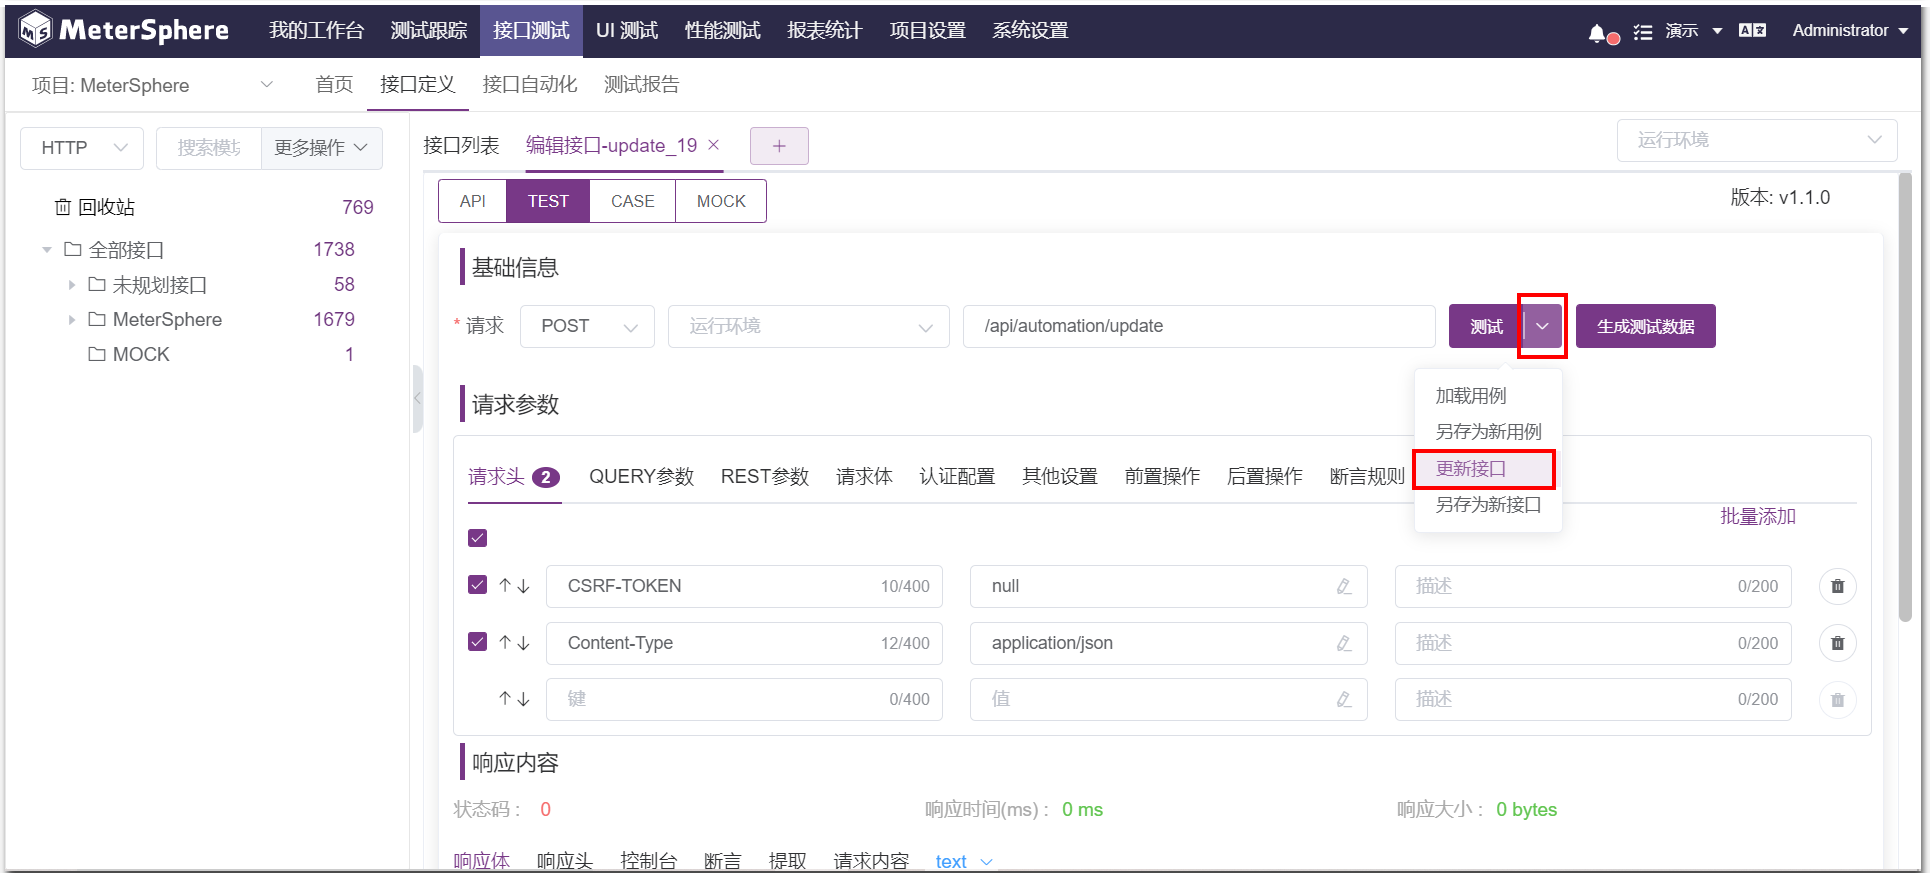 MeterSphere 我的工作台 测试跟踪 接口测试 UI 测试 性能测试 报表统计 项目设置 系统设置 演示 Administrator
项目: MeterSphere 首页 接口定义 接口自动化 测试报告
HTTP 搜索模块 更多操作 接口列表 编辑接口-update_19 × + 运行环境
回收站 769 API TEST CASE MOCK 版本: v1.1.0
全部接口 1738
未规划接口 58
MeterSphere 1679
MOCK 1
基础信息
* 请求 POST 运行环境 /api/automation/update 测试 生成测试数据
加载用例
另存为新用例
更新接口
另存为新接口
请求参数
请求头 2 QUERY参数 REST参数 请求体 认证配置 其他设置 前置操作 后置操作 断言规则
批量添加
CSRF-TOKEN 10/400 null 描述 0/200
Content-Type 12/400 application/json 描述 0/200
键 0/400 值 描述 0/200
响应内容
状态码 : 0 响应时间(ms) : 0 ms 响应大小 : 0 bytes
响应体 响应头 控制台 断言 提取 请求内容 text